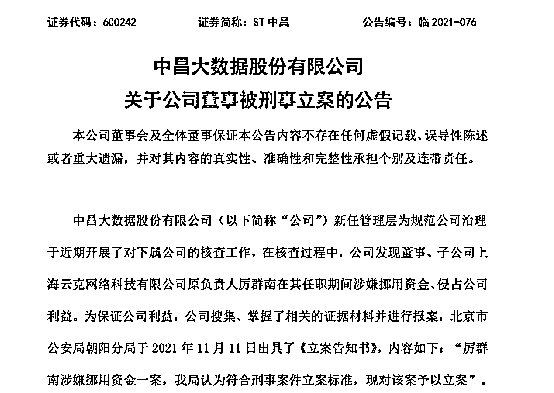 证券代码：600242 证券简称：ST中昌 公告编号：临2021-076
中昌大数据股份有限公司
关于公司董事被刑事立案的公告
本公司董事会及全体董事保证本公告内容不存在任何虚假记载、误导性陈述
或者重大遗漏，并对其内容的真实性、准确性和完整性承担个别及连带责任。
中昌大数据股份有限公司（以下简称“公司”）新任管理层为规范公司治理
于近期开展了对下属公司的核查工作，在核查过程中，公司发现董事、子公司上
海云克网络科技有限公司原负责人厉群南在其任职期间涉嫌挪用资金、侵占公司
利益。为保证公司利益，公司搜集、掌握了相关的证据材料并进行报案，北京市
公安局朝阳分局于2021年11月11日出具了《立案告知书》，内容如下：“厉群
南涉嫌挪用资金一案，我局认为符合刑事案件立案标准，现对该案予以立案”。